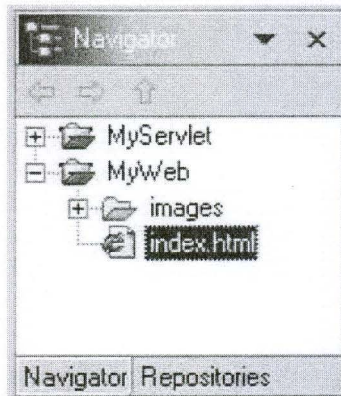 Navigator
MyServlet
MyWeb
images
index.html
Navigator Repositories